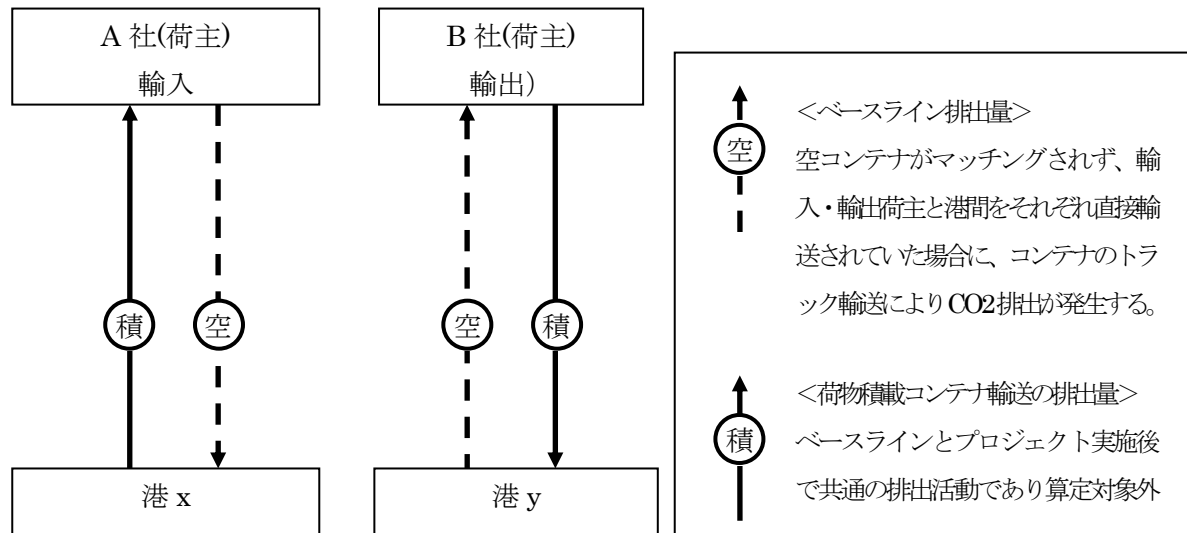 A 社(荷主)
輸入
B 社(荷主)
輸出)
積
空
空
積
港 x
港 y
空
＜ベースライン排出量＞
空コンテナがマッチングされず、輸
入・輸出荷主と港間をそれぞれ直接輸
送されていた場合に、コンテナのトラ
ック輸送により CO2 排出が発生する。
積
＜荷物積載コンテナ輸送の排出量＞
ベースラインとプロジェクト実施後
で共通の排出活動であり算定対象外